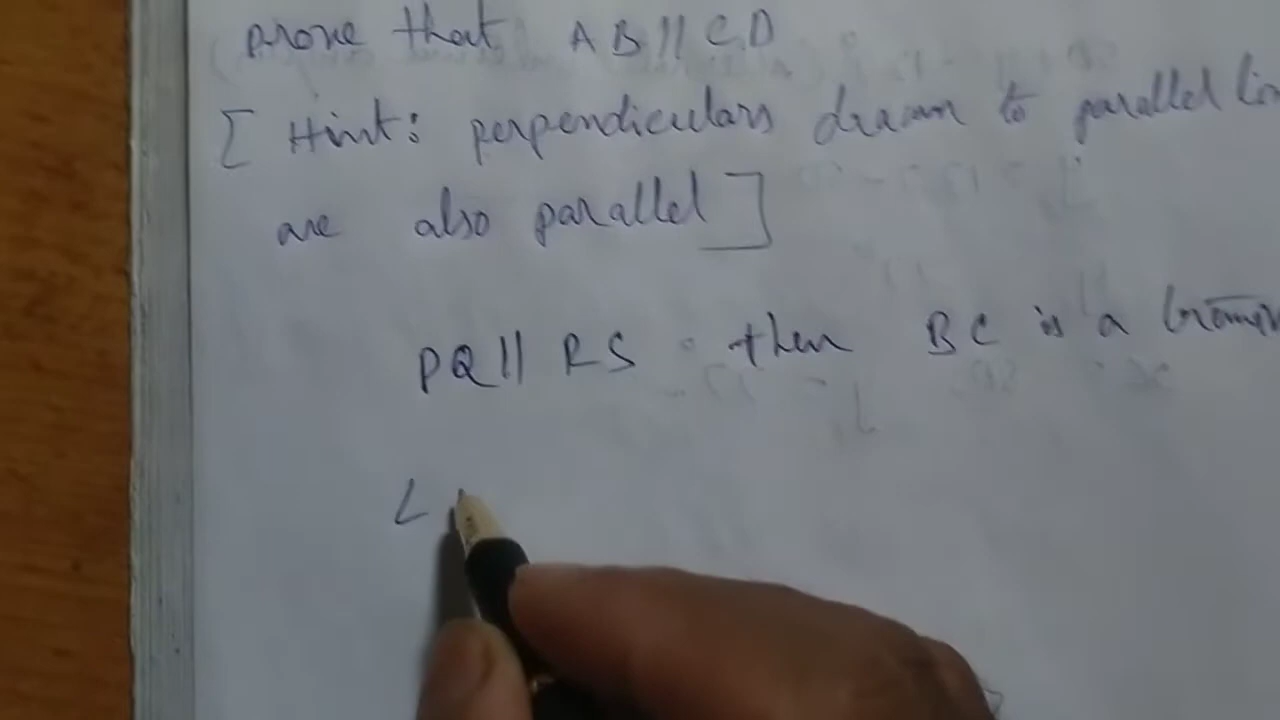 prove that AB || CD
[ Hint: perpendiculars drawn to parallel
are also parallel ]
PQ || RS . then BC is a
∠